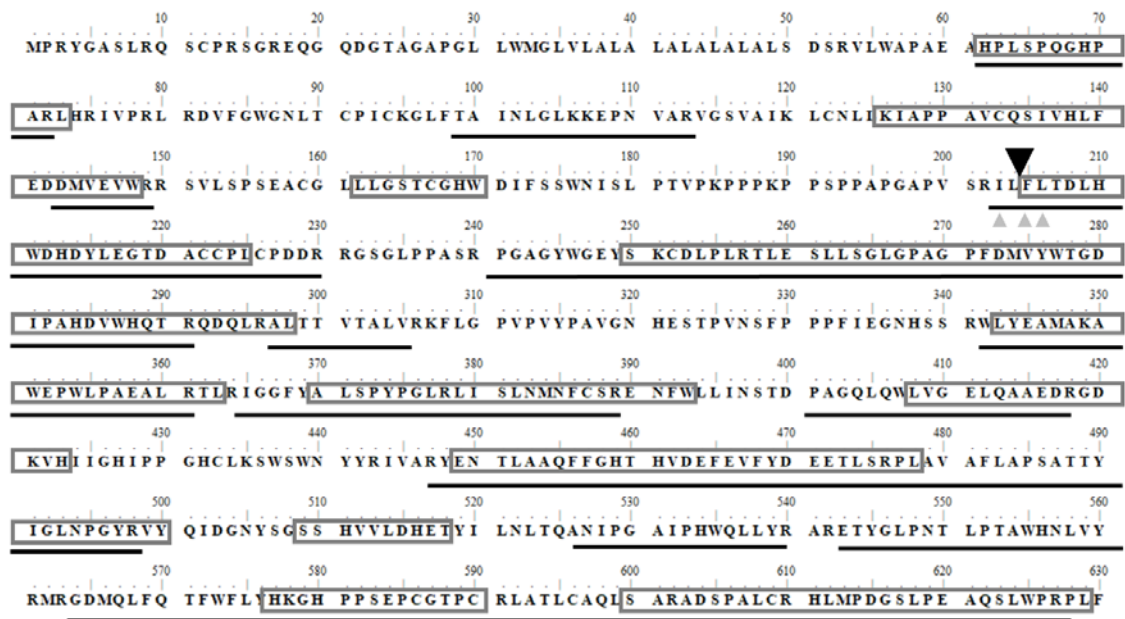 10 20 30 40 50 60 70
MPRYGASLRQ SCPRSGREQG QDGTAGAPGL LWMGLVLALA LALALALALS DSRVLWAPAE AHPLSPQGHP
80 90 100 110 120 130 140
ARLHRIVPRL RDVFGWGNLT CPICKGLFTA INLGLKKEPN VARVGSVAIK LCNLLKIAPP AVCQSIVHLF
150 160 170 180 190 200 210
EDDMVEVWRR SVLSPSEACG LLLGSTCGHW DIFSSWNISL PTVPKPPPKP PSPPAPGAPV SRILFLTDLH
220 230 240 250 260 270 280
WDHDYLEGTD ACCPLCPDDR RGSGLPPASR PGAGYWGEYS KCDLPLRTLE SLLSGLGPAG PFDMVYWTGD
290 300 310 320 330 340 350
IPAHDVWHQT RQDQLRALTT VTALVRKFLG PVPVYPAVGN HESTPVNSFP PPFIEGNHSS RWLYEAMAKA
360 370 380 390 400 410 420
WEPWLPAEAL RTLRIGGFYA LSPYPGLRLI SLNMNFCSRE NFWLLINSTD PAGQLQWLVG ELQAAEDRGD
430 440 450 460 470 480 490
KVHIIGHIPP GHCLKSWSWN YYRIVARYEN TLAAQFFGHT HVDEFEVFYD EETLSRPLAV AFLAPSATTY
500 510 520 530 540 550 560
IGLNPGYRVY QIDGNYSGSS HVVLDHETYI LNLTQANIPG AIPHWQLLYR ARETYGLPNT LPTAWHNLVY
570 580 590 600 610 620 630
RMRGDMQLFQ TFWFLYHKGH PPSEPCGTPC RLATLCAQLS ARADSPALCR HLMPDGSLPE AQSLWPRPLF